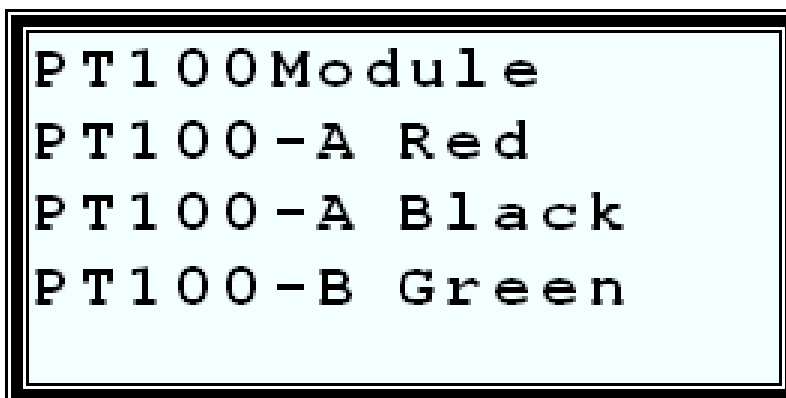 PT100Module
PT100-A Red
PT100-A Black
PT100-B Green